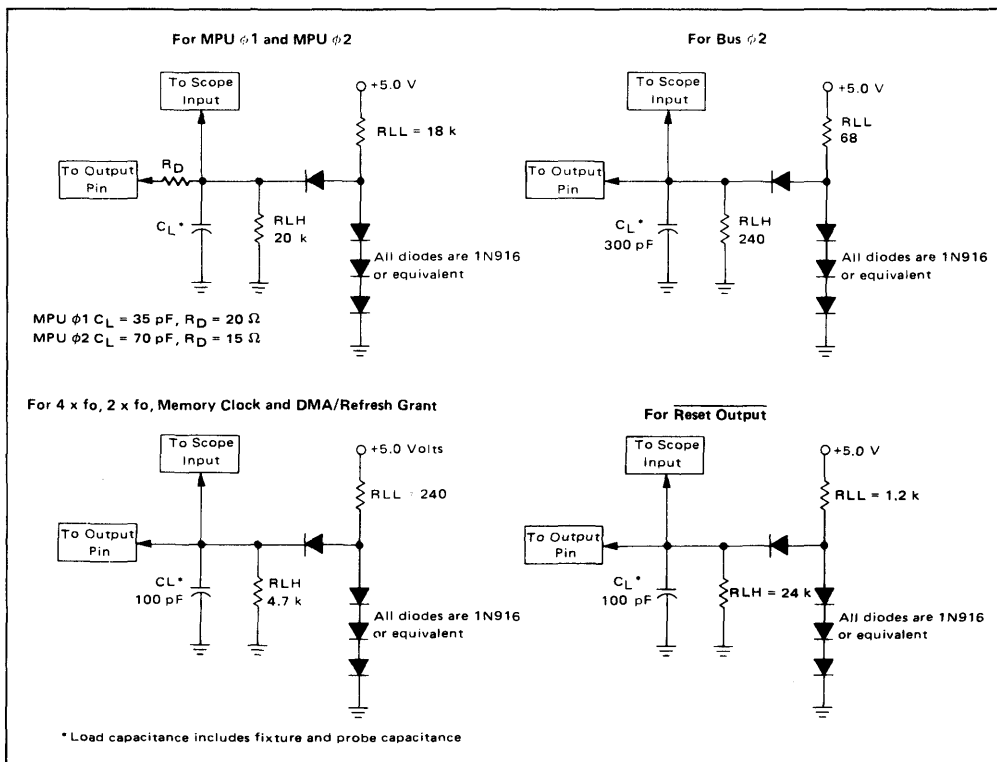 For MPU φ1 and MPU φ2
To Scope
Input
+5.0 V
RLL = 18 k
To Output
Pin
RD
CL*
RLH
20 k
All diodes are 1N916
or equivalent
MPU φ1 CL = 35 pF, RD = 20 Ω
MPU φ2 CL = 70 pF, RD = 15 Ω
For Bus φ2
To Scope
Input
+5.0 V
RLL
68
To Output
Pin
CL*
300 pF
RLH
240
All diodes are 1N916
or equivalent
For 4 x fo, 2 x fo, Memory Clock and DMA/Refresh Grant
To Scope
Input
+5.0 Volts
RLL = 240
To Output
Pin
CL*
100 pF
RLH
4.7 k
All diodes are 1N916
or equivalent
For Reset Output
To Scope
Input
+5.0 V
RLL = 1.2 k
To Output
Pin
CL*
100 pF
RLH = 24 k
All diodes are 1N916
or equivalent
* Load capacitance includes fixture and probe capacitance